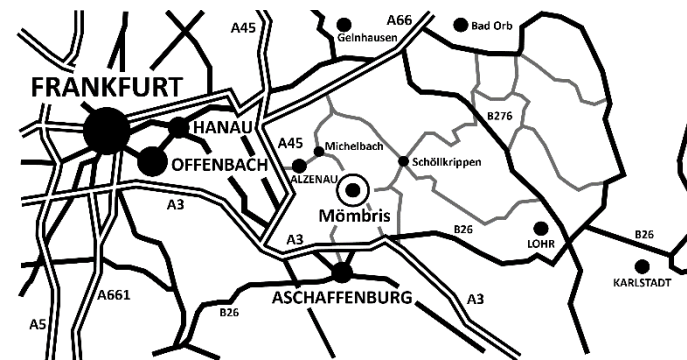 A45
A66
Gelnhausen
Bad Orb
FRANKFURT
HANAU
B276
A45
Michelbach
OFFENBACH
ALZENAU
Schöllkrippen
Mömbris
A3
A3
B26
LOHR
B26
KARLSTADT
A661
ASCHAFFENBURG
A3
B26
A5